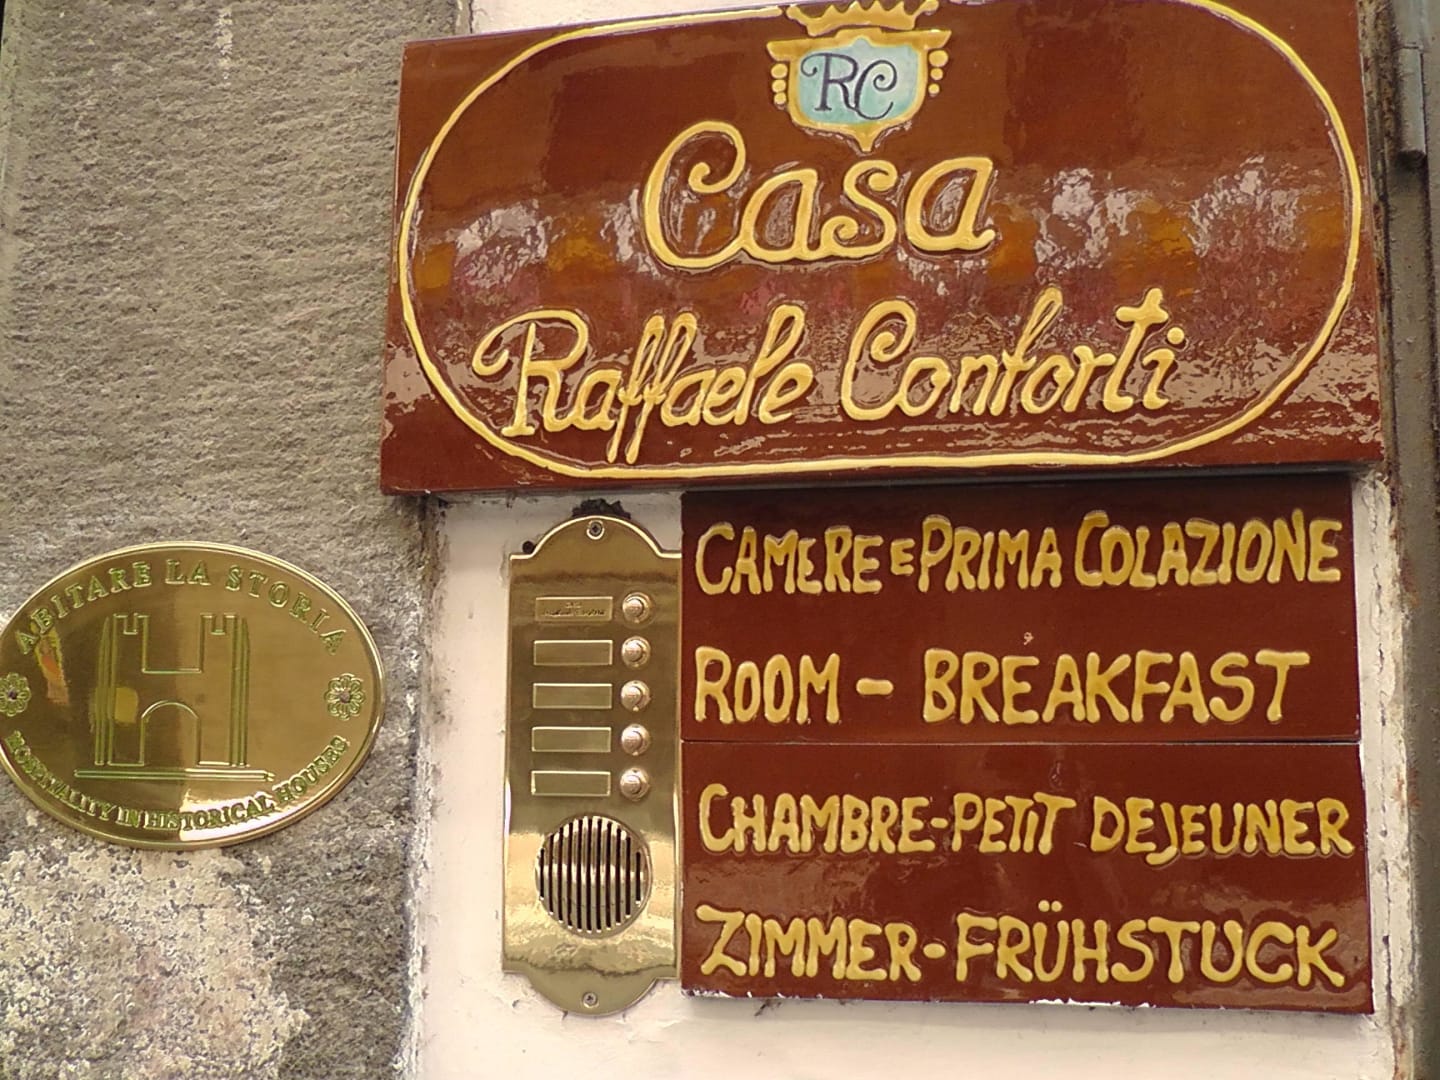 RC
Casa
Raffaele Conforti
CAMERE E PRIMA COLAZIONE
ROOM - BREAKFAST
CHAMBRE-PETIT DEJEUNER
ZIMMER-FRÜHSTUCK
ABITARE LA STORIA
HOSPITALITY IN HISTORICAL HOUSES